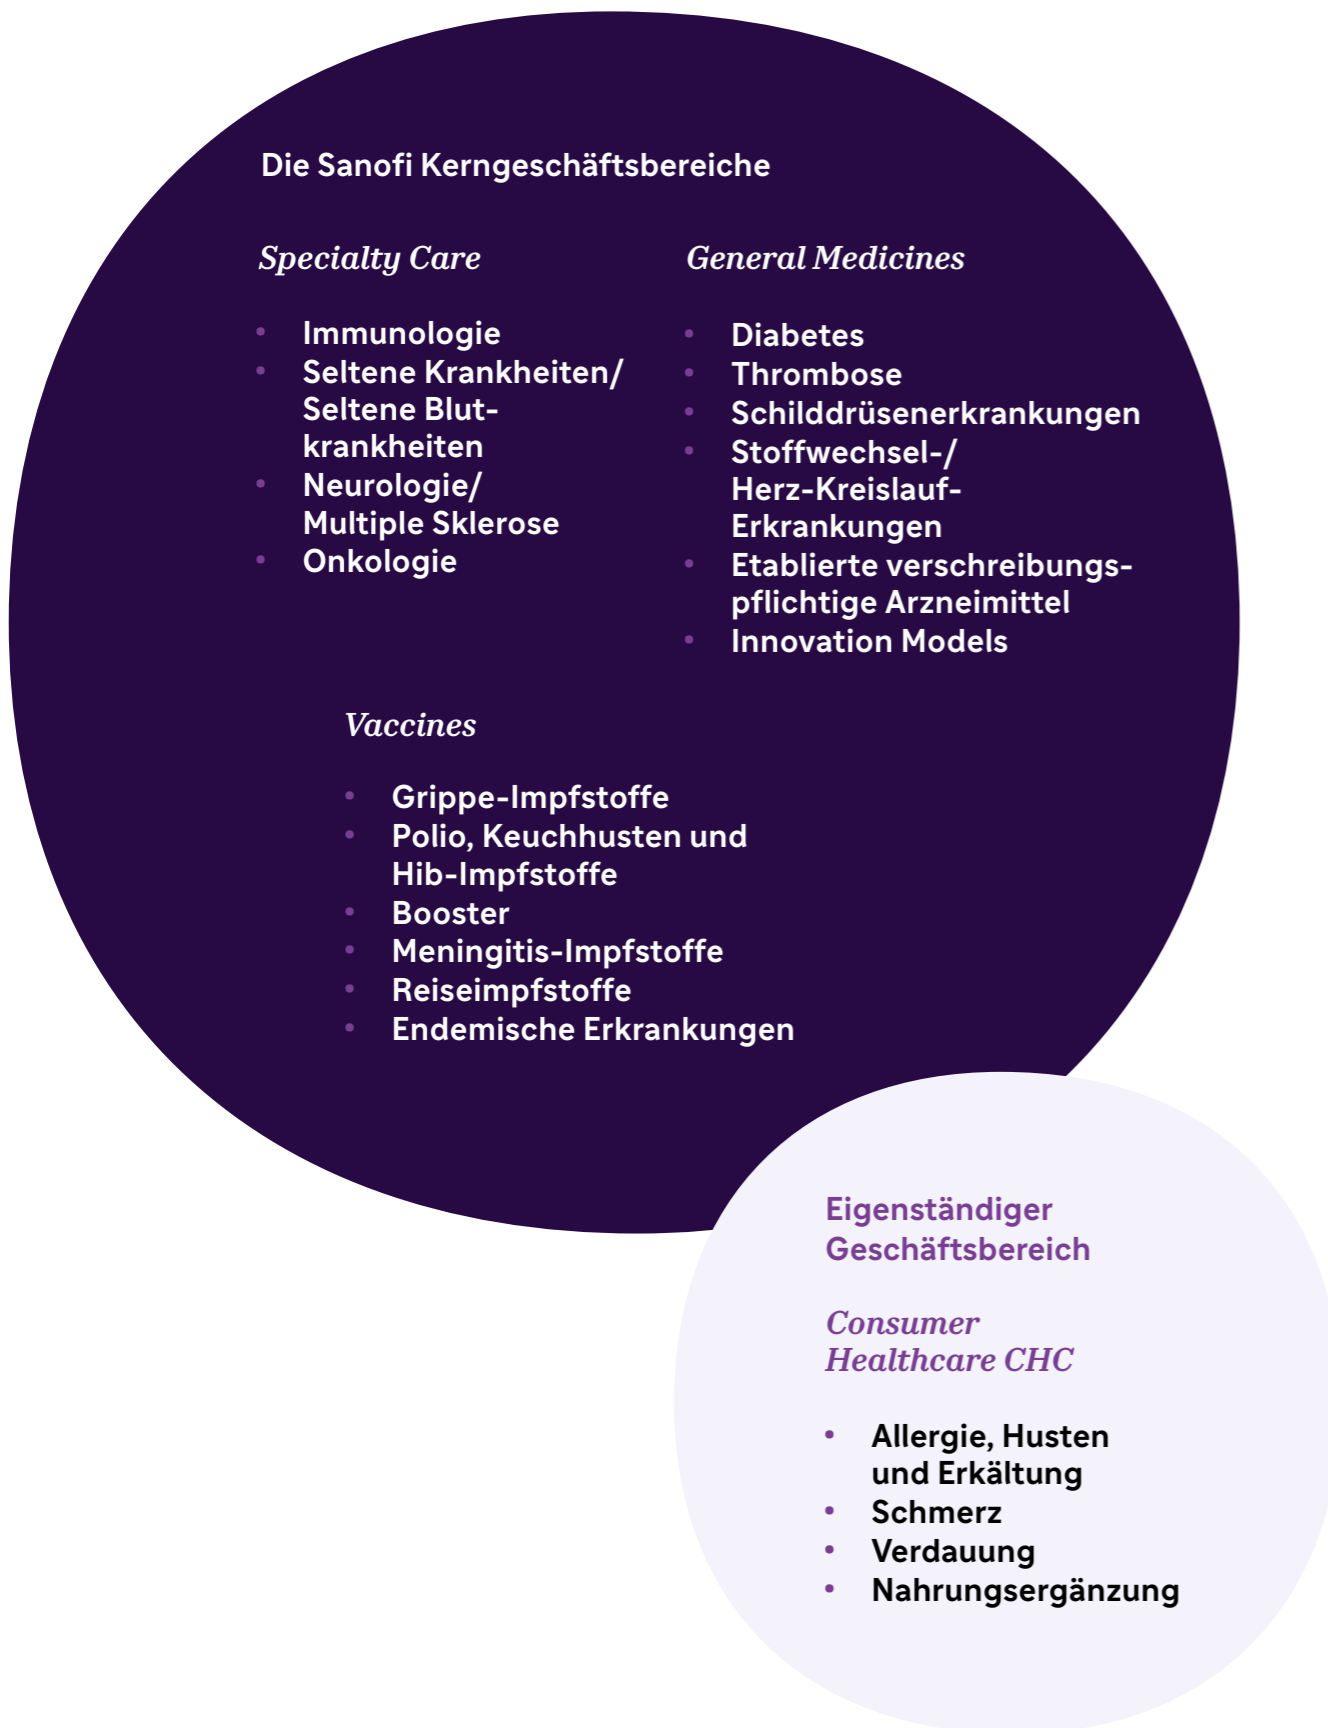 Die Sanofi Kerngeschäftsbereiche
Specialty Care
• Immunologie
• Seltene Krankheiten/
Seltene Blut-
krankheiten
• Neurologie/
Multiple Sklerose
• Onkologie
General Medicines
• Diabetes
• Thrombose
• Schilddrüsenerkrankungen
• Stoffwechsel-/
Herz-Kreislauf-
Erkrankungen
• Etablierte verschreibungs-
pflichtige Arzneimittel
• Innovation Models
Vaccines
• Grippe-Impfstoffe
• Polio, Keuchhusten und
Hib-Impfstoffe
• Booster
• Meningitis-Impfstoffe
• Reiseimpfstoffe
• Endemische Erkrankungen
Eigenständiger
Geschäftsbereich
Consumer
Healthcare CHC
• Allergie, Husten
und Erkältung
• Schmerz
• Verdauung
• Nahrungsergänzung